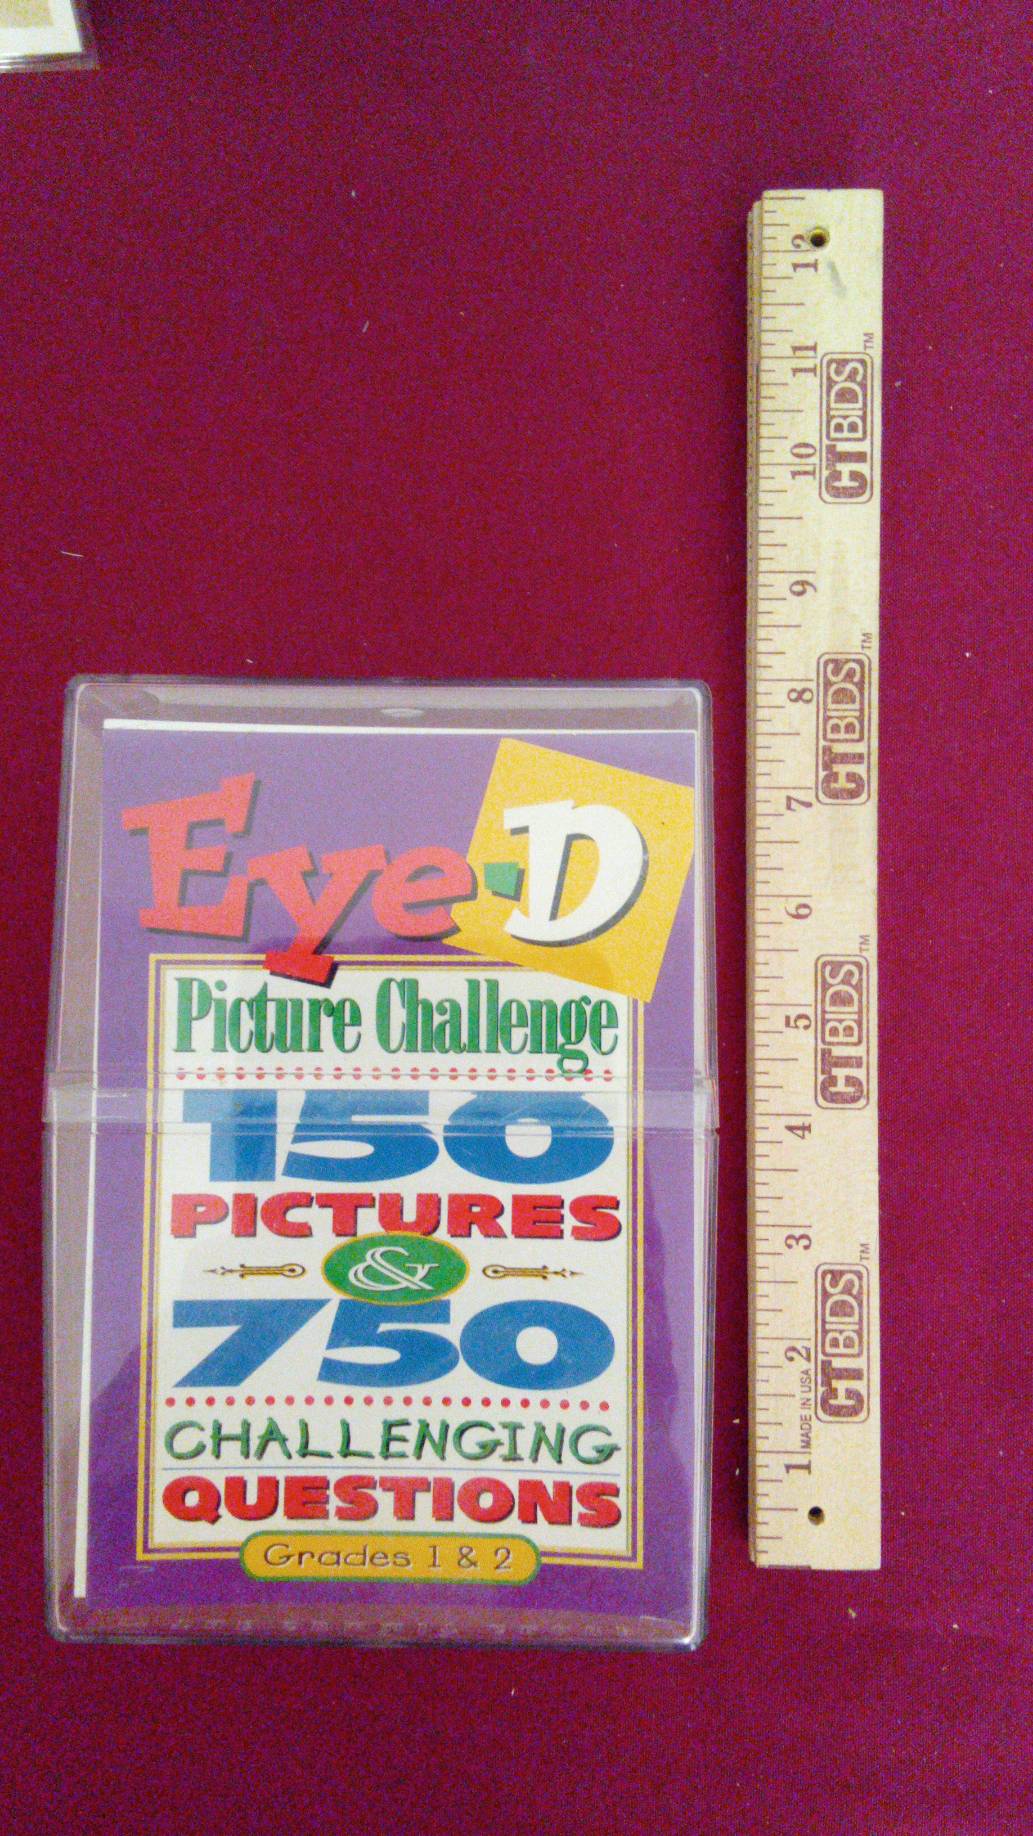 Eye-D
Picture Challenge
150
PICTURES
&
750
CHALLENGING
QUESTIONS
Grades 1 & 2
12
11
10
9
8
7
6
5
4
3
2
1
MADE IN USA
CTBIDS™
CTBIDS™
CTBIDS™
CTBIDS™